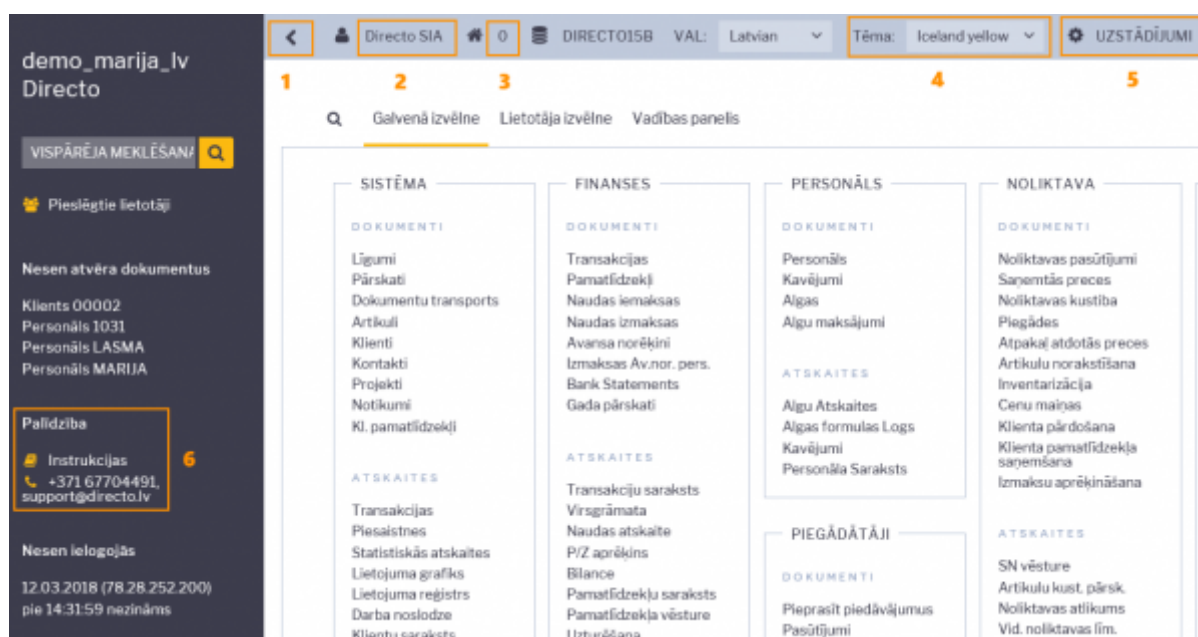 demo_marija_lv
Directo
VISPĀRĒJA MEKLĒŠANA
Pieslēgtie lietotāji
Nesen atvēra dokumentus
Klients 00002
Personāls 1031
Personāls LASMA
Personāls MARIJA
Palīdzība
Instrukcijas
6
+371 67704491,
support@directo.lv
Nesen ielogojās
12.03.2018 (78.28.252.200)
pie 14:31:59 nezināms
Directo SIA 0 DIRECTO15B VAL: Latvian Tēma: Iceland yellow UZSTĀDĪJUMI
1 2 3 4 5
Galvenā izvēlne Lietotāja izvēlne Vadības panelis
SISTĒMA
DOKUMENTI
Līgumi
Pārskati
Dokumentu transports
Artikuli
Klienti
Kontakti
Projekti
Notikumi
Kl. pamatlīdzekļi
ATSKAITES
Transakcijas
Piesaistnes
Statistiskās atskaites
Lietojuma grafiks
Lietojuma reģistrs
Darba noslodze
Klientu saraksts
FINANSES
DOKUMENTI
Transakcijas
Pamatlīdzekļi
Naudas iemaksas
Naudas izmaksas
Avansa norēķini
Izmaksas Av.nor. pers.
Bank Statements
Gada pārskati
ATSKAITES
Transakciju saraksts
Virsgrāmata
Naudas atskaite
P/Z aprēķins
Bilance
Pamatlīdzekļu saraksts
Pamatlīdzekļa vēsture
Uzturēšana
PERSONĀLS
DOKUMENTI
Personāls
Kavējumi
Algas
Algu maksājumi
ATSKAITES
Algu Atskaites
Algas formulas Logs
Kavējumi
Personāla Saraksts
PIEGĀDĀTĀJI
DOKUMENTI
Pieprasīt piedāvājumus
Pasūtījumi
NOLIKTAVA
DOKUMENTI
Noliktavas pasūtījumi
Saņemtās preces
Noliktavas kustība
Piegādes
Atpakaļ atdotās preces
Artikulu norakstīšana
Inventarizācija
Cenu maiņas
Klienta pārdošana
Klienta pamatlīdzekļa
saņemšana
Izmaksu aprēķināšana
ATSKAITES
SN vēsture
Artikulu kust. pārsk.
Noliktavas atlikums
Vid. noliktavas līm.